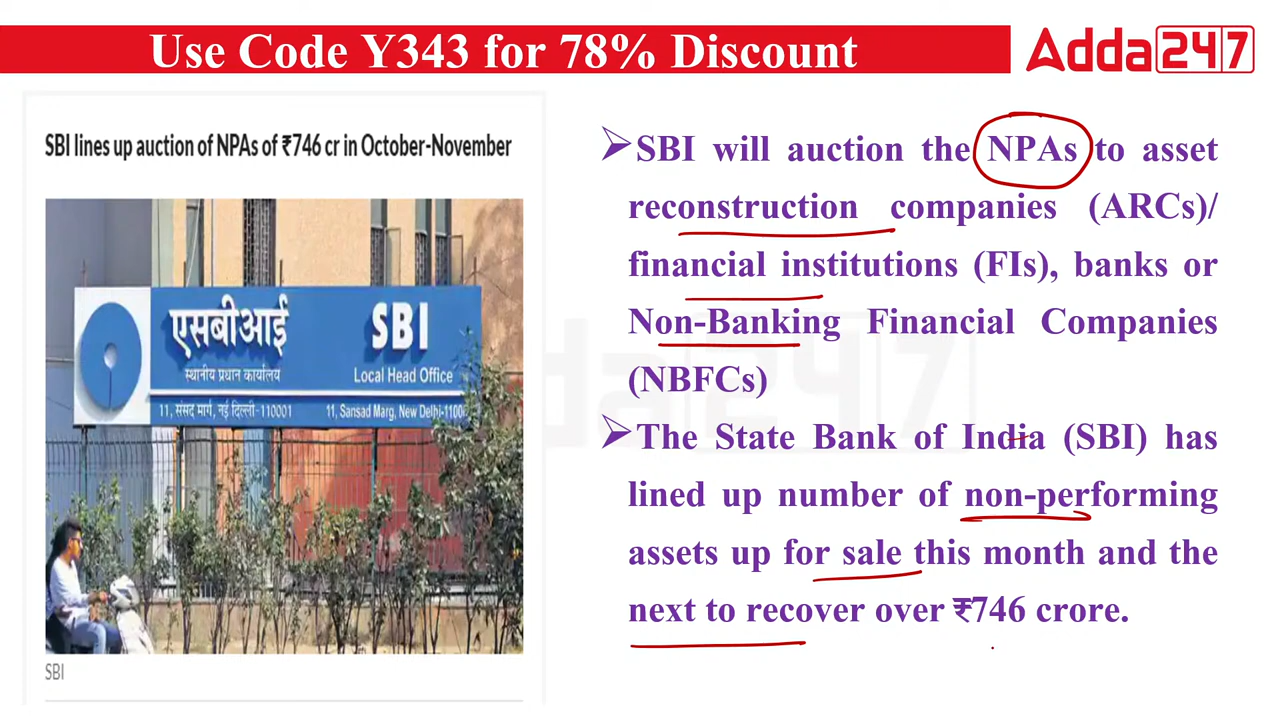 Use Code Y343 for 78% Discount
Adda247
SBI lines up auction of NPAs of ₹746 cr in October-November
एसबीआई
SBI
स्थानीय प्रधान कार्यालय
Local Head Office
11, संसद मार्ग, नई दिल्ली-110001
11, Sansad Marg, New Delhi-11000
SBI
➢SBI will auction the NPAs to asset
reconstruction companies (ARCs)/
financial institutions (FIs), banks or
Non-Banking Financial Companies
(NBFCs)
➢The State Bank of India (SBI) has
lined up number of non-performing
assets up for sale this month and the
next to recover over ₹746 crore.